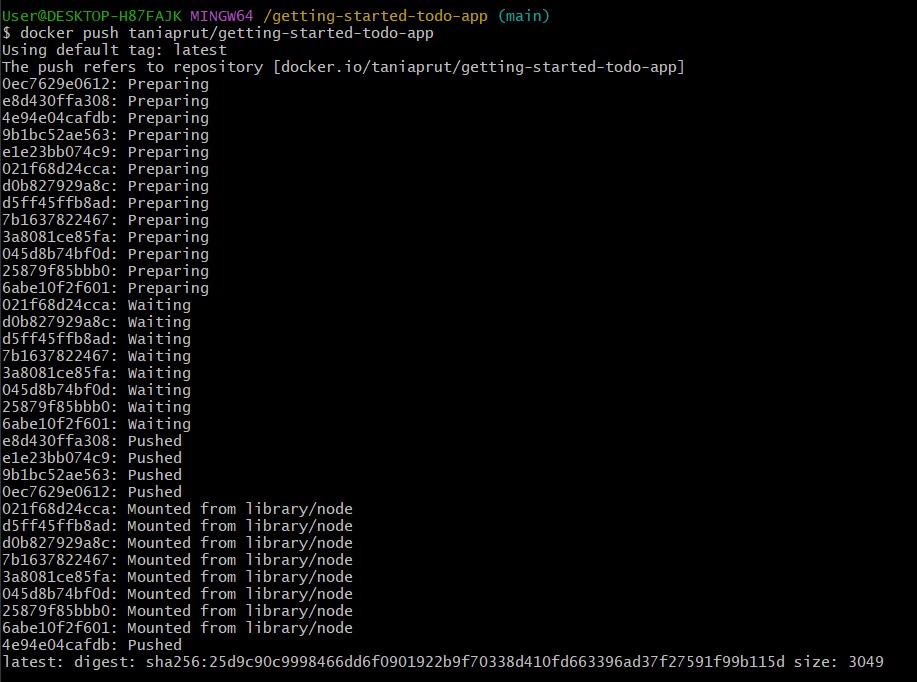 User@DESKTOP-H87FAJK MINGW64 /getting-started-todo-app (main)
$ docker push taniaprut/getting-started-todo-app
Using default tag: latest
The push refers to repository [docker.io/taniaprut/getting-started-todo-app]
0ec7629e0612: Preparing
e8d430ffa308: Preparing
4e94e04cafdb: Preparing
9b1bc52ae563: Preparing
e1e23bb074c9: Preparing
021f68d24cca: Preparing
d0b827929a8c: Preparing
d5ff45ffb8ad: Preparing
7b1637822467: Preparing
3a8081ce85fa: Preparing
045d8b74bf0d: Preparing
25879f85bbb0: Preparing
6abe10f2f601: Preparing
021f68d24cca: Waiting
d0b827929a8c: Waiting
d5ff45ffb8ad: Waiting
7b1637822467: Waiting
3a8081ce85fa: Waiting
045d8b74bf0d: Waiting
25879f85bbb0: Waiting
6abe10f2f601: Waiting
e8d430ffa308: Pushed
e1e23bb074c9: Pushed
9b1bc52ae563: Pushed
0ec7629e0612: Pushed
021f68d24cca: Mounted from library/node
d5ff45ffb8ad: Mounted from library/node
d0b827929a8c: Mounted from library/node
7b1637822467: Mounted from library/node
3a8081ce85fa: Mounted from library/node
045d8b74bf0d: Mounted from library/node
25879f85bbb0: Mounted from library/node
6abe10f2f601: Mounted from library/node
4e94e04cafdb: Pushed
latest: digest: sha256:25d9c90c9998466dd6f0901922b9f70338d410fd663396ad37f27591f99b115d size: 3049